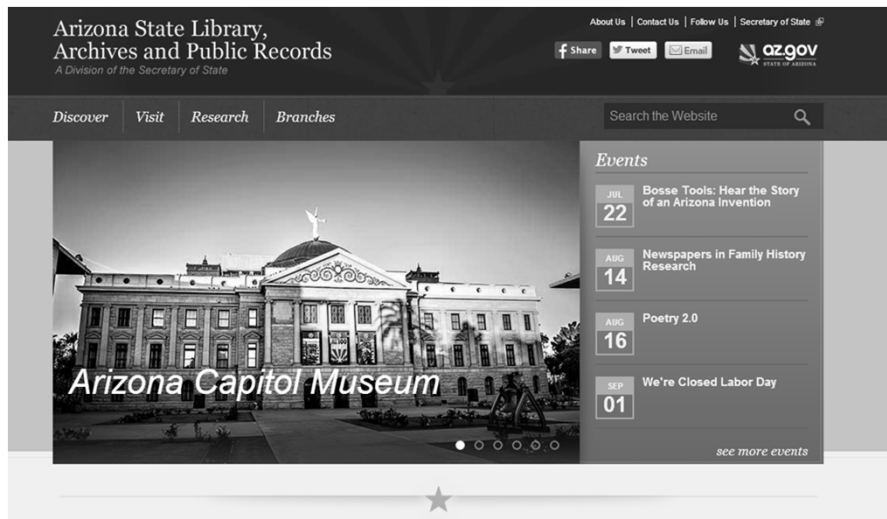 Arizona State Library,
Archives and Public Records
A Division of the Secretary of State
About Us | Contact Us | Follow Us | Secretary of State
Share
Tweet
Email
az.gov
STATE OF ARIZONA
Discover
Visit
Research
Branches
Search the Website
Arizona Capitol Museum
Events
JUL
22
Bosse Tools: Hear the Story
of an Arizona Invention
AUG
14
Newspapers in Family History
Research
AUG
16
Poetry 2.0
SEP
01
We're Closed Labor Day
see more events